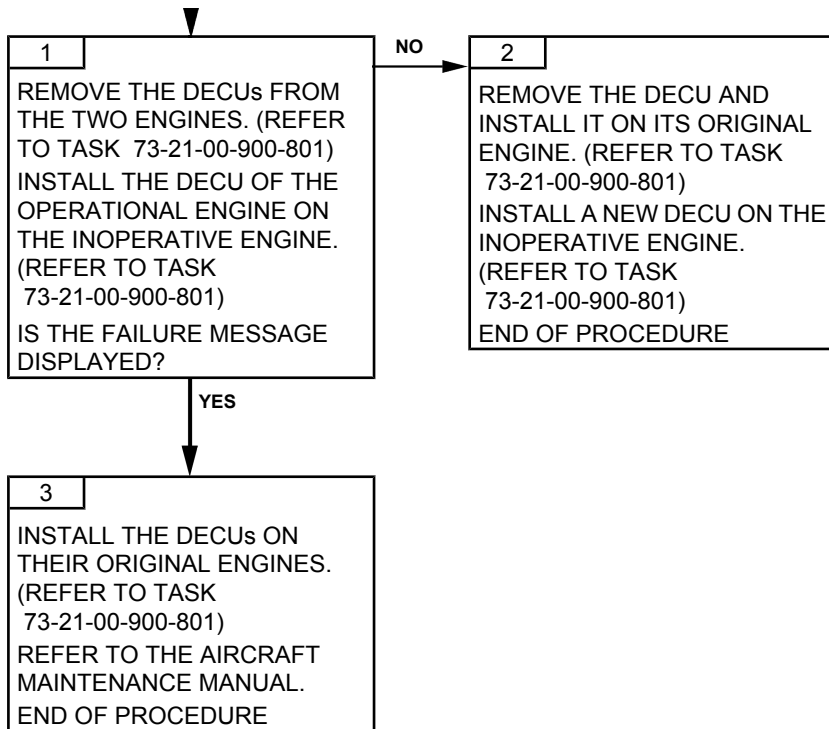 1
REMOVE THE DECUs FROM
THE TWO ENGINES. (REFER
TO TASK 73-21-00-900-801)
INSTALL THE DECU OF THE
OPERATIONAL ENGINE ON
THE INOPERATIVE ENGINE.
(REFER TO TASK
73-21-00-900-801)
IS THE FAILURE MESSAGE
DISPLAYED?
NO
2
REMOVE THE DECU AND
INSTALL IT ON ITS ORIGINAL
ENGINE. (REFER TO TASK
73-21-00-900-801)
INSTALL A NEW DECU ON THE
INOPERATIVE ENGINE.
(REFER TO TASK
73-21-00-900-801)
END OF PROCEDURE
YES
3
INSTALL THE DECUs ON
THEIR ORIGINAL ENGINES.
(REFER TO TASK
73-21-00-900-801)
REFER TO THE AIRCRAFT
MAINTENANCE MANUAL.
END OF PROCEDURE